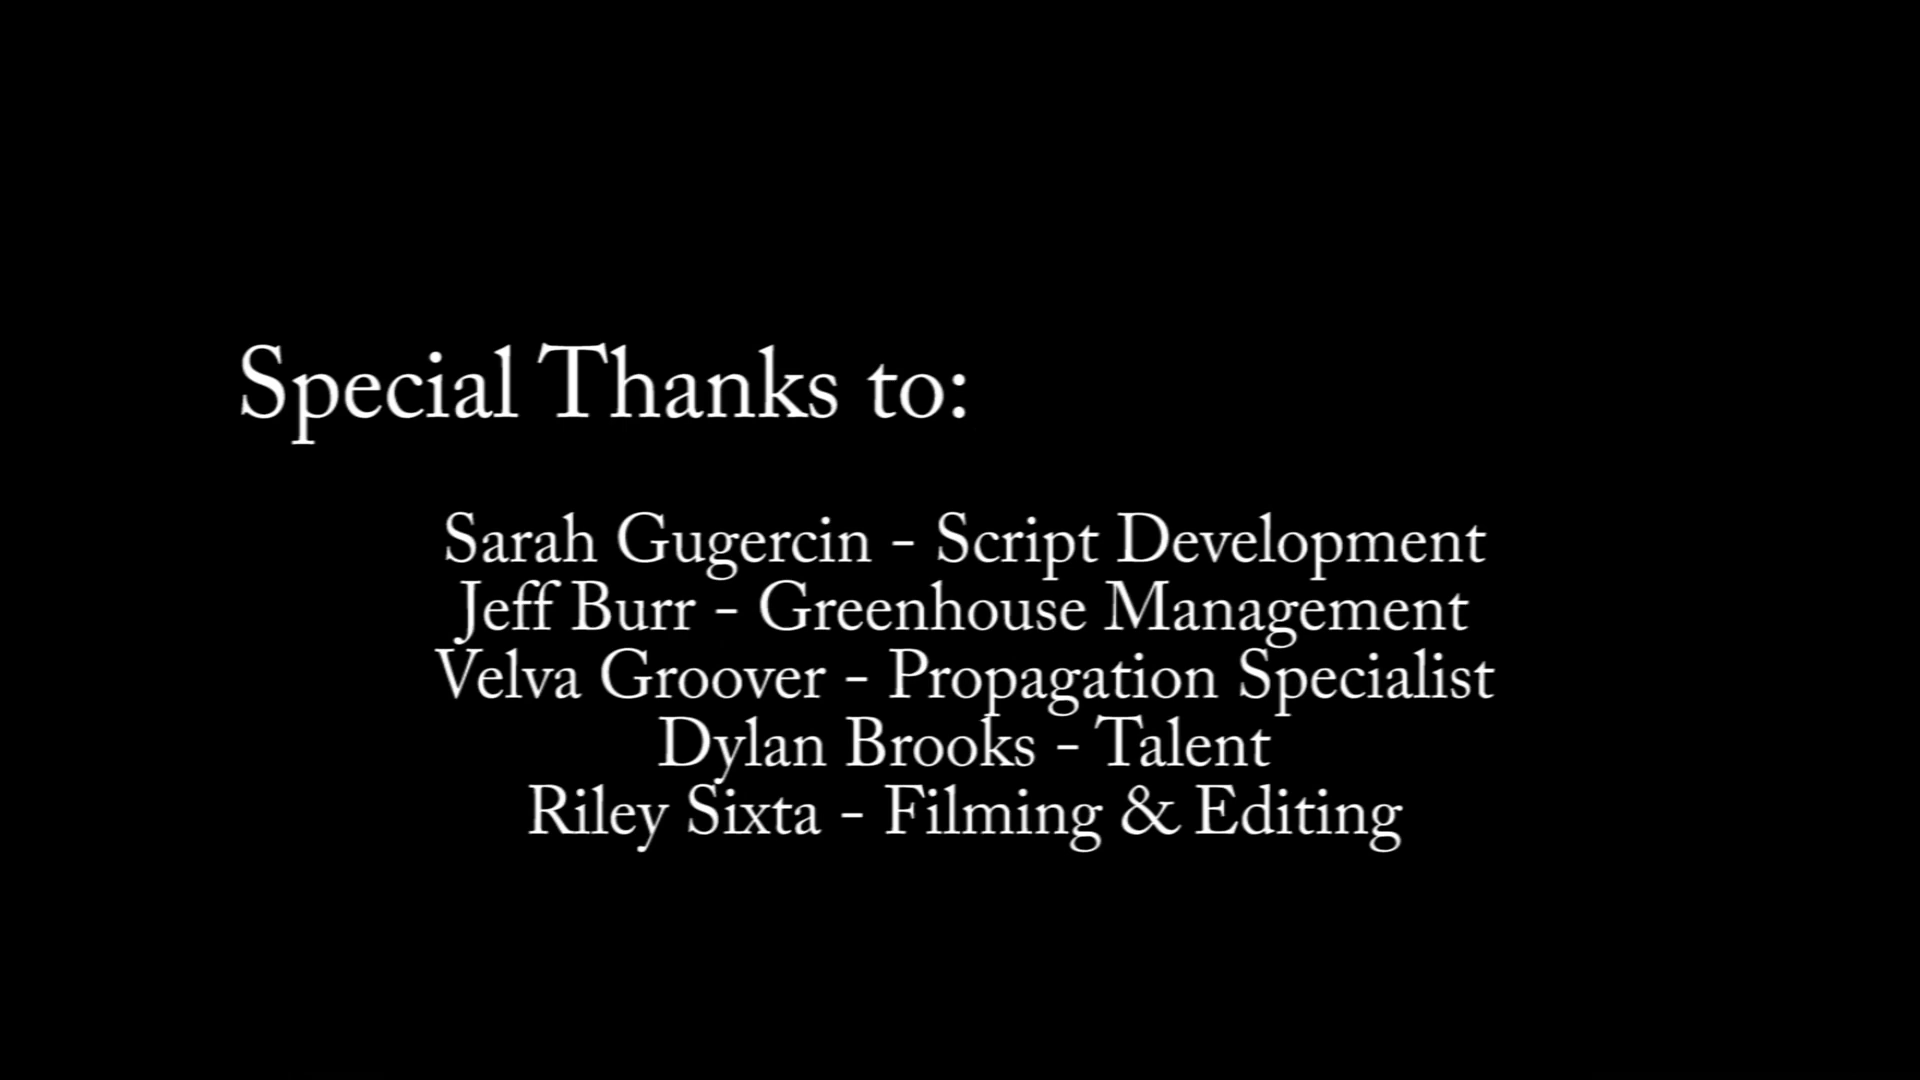 Special Thanks to:
Sarah Gugercin - Script Development
Jeff Burr - Greenhouse Management
Velva Groover - Propagation Specialist
Dylan Brooks - Talent
Riley Sixta - Filming & Editing